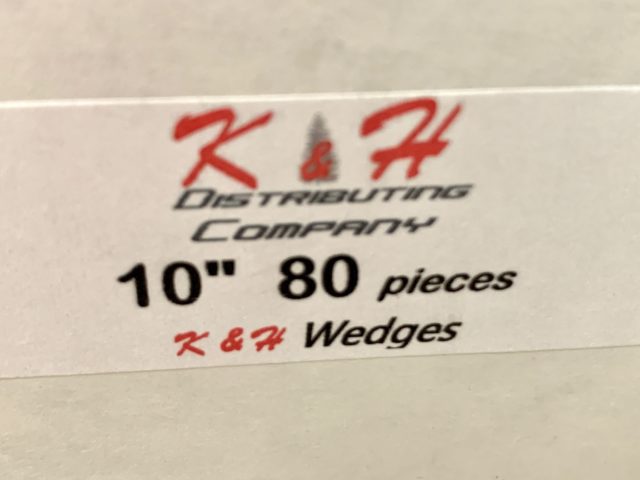 K & H
DISTRIBUTING
COMPANY
10" 80 pieces
K & H Wedges